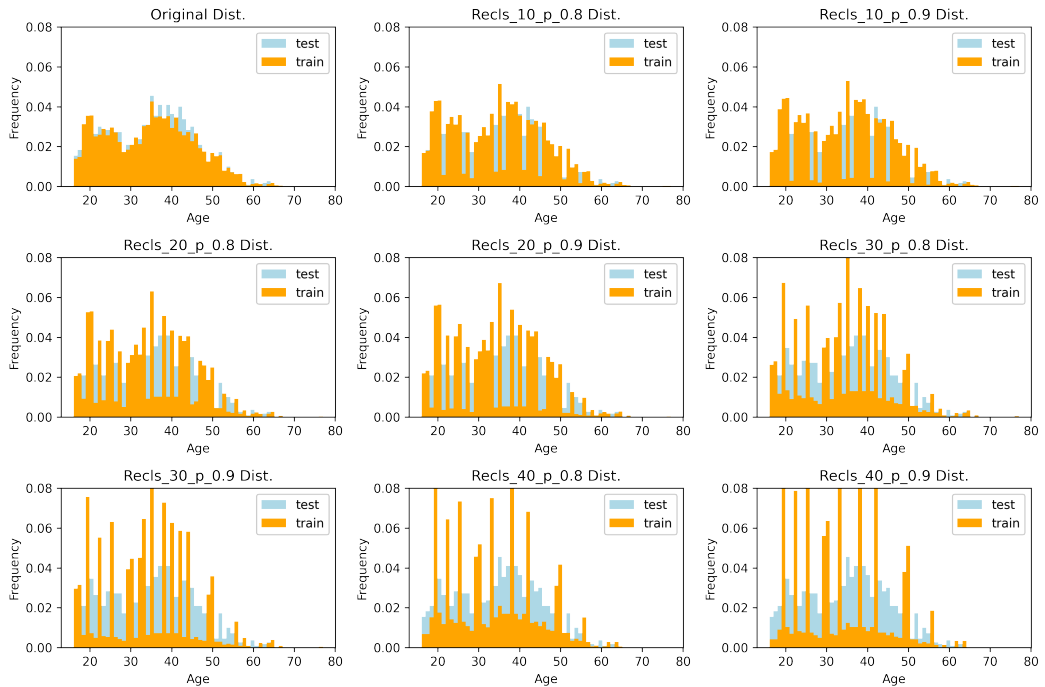 Original Dist.
Recls_10_p_0.8 Dist.
Recls_10_p_0.9 Dist.
0.08
0.06
0.04
0.02
0.00
Frequency
test
train
20 30 40 50 60 70 80
Age
0.08
0.06
0.04
0.02
0.00
Frequency
test
train
20 30 40 50 60 70 80
Age
0.08
0.06
0.04
0.02
0.00
Frequency
test
train
20 30 40 50 60 70 80
Age
Recls_20_p_0.8 Dist.
Recls_20_p_0.9 Dist.
Recls_30_p_0.8 Dist.
0.08
0.06
0.04
0.02
0.00
Frequency
test
train
20 30 40 50 60 70 80
Age
0.08
0.06
0.04
0.02
0.00
Frequency
test
train
20 30 40 50 60 70 80
Age
0.08
0.06
0.04
0.02
0.00
Frequency
test
train
20 30 40 50 60 70 80
Age
Recls_30_p_0.9 Dist.
Recls_40_p_0.8 Dist.
Recls_40_p_0.9 Dist.
0.08
0.06
0.04
0.02
0.00
Frequency
test
train
20 30 40 50 60 70 80
Age
0.08
0.06
0.04
0.02
0.00
Frequency
test
train
20 30 40 50 60 70 80
Age
0.08
0.06
0.04
0.02
0.00
Frequency
test
train
20 30 40 50 60 70 80
Age